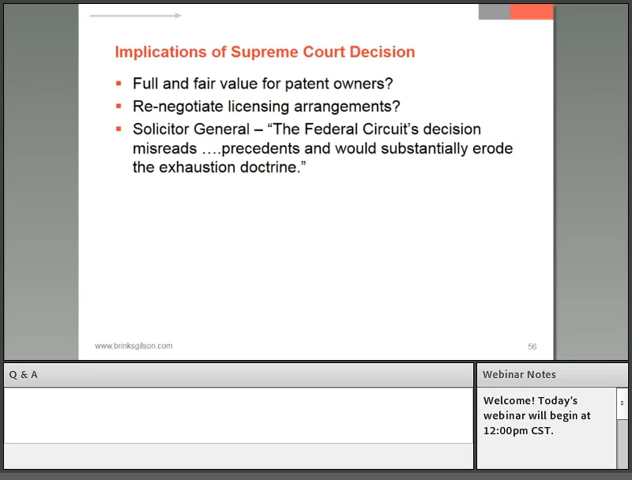 Implications of Supreme Court Decision
Full and fair value for patent owners?
Re-negotiate licensing arrangements?
Solicitor General – “The Federal Circuit’s decision
misreads ….precedents and would substantially erode
the exhaustion doctrine.”
www.brinksgilson.com
56
Q & A
Webinar Notes
Welcome! Today's
webinar will begin at
12:00pm CST.